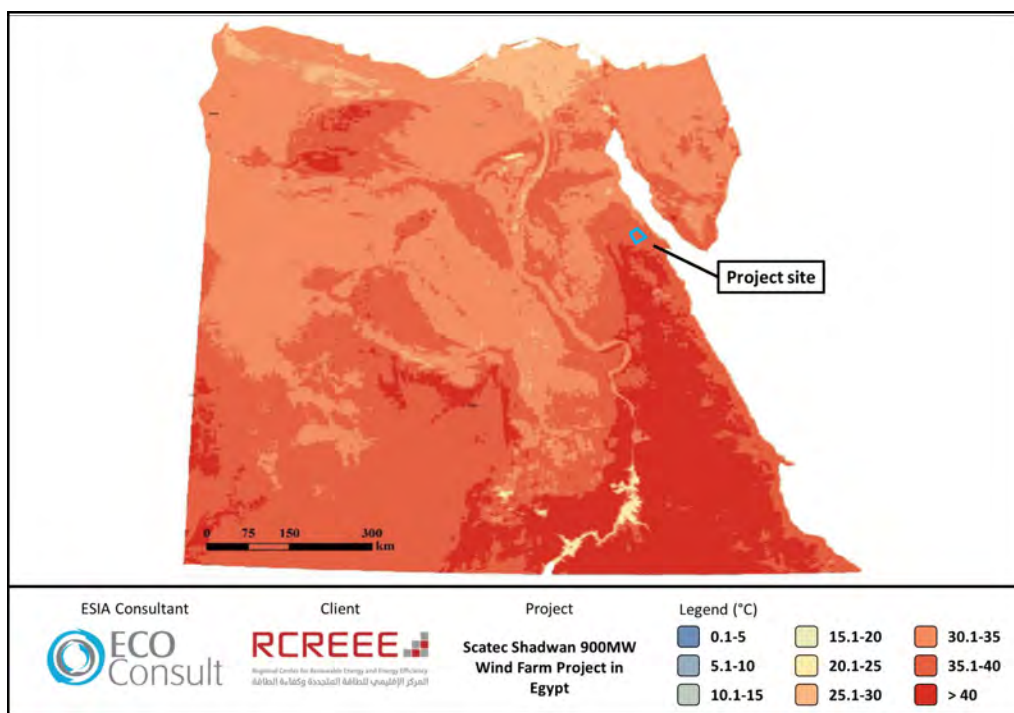 Project site
0 75 150 300
km
ESIA Consultant
ECO
Consult
Client
RCREEE
Regional Center for Renewable Energy and Energy Efficiency
المركز الإقليمي للطاقة المتجددة وكفاءة الطاقة
Project
Scatec Shadwan 900MW
Wind Farm Project in
Egypt
Legend (°C)
0.1-5
5.1-10
10.1-15
15.1-20
20.1-25
25.1-30
30.1-35
35.1-40
> 40